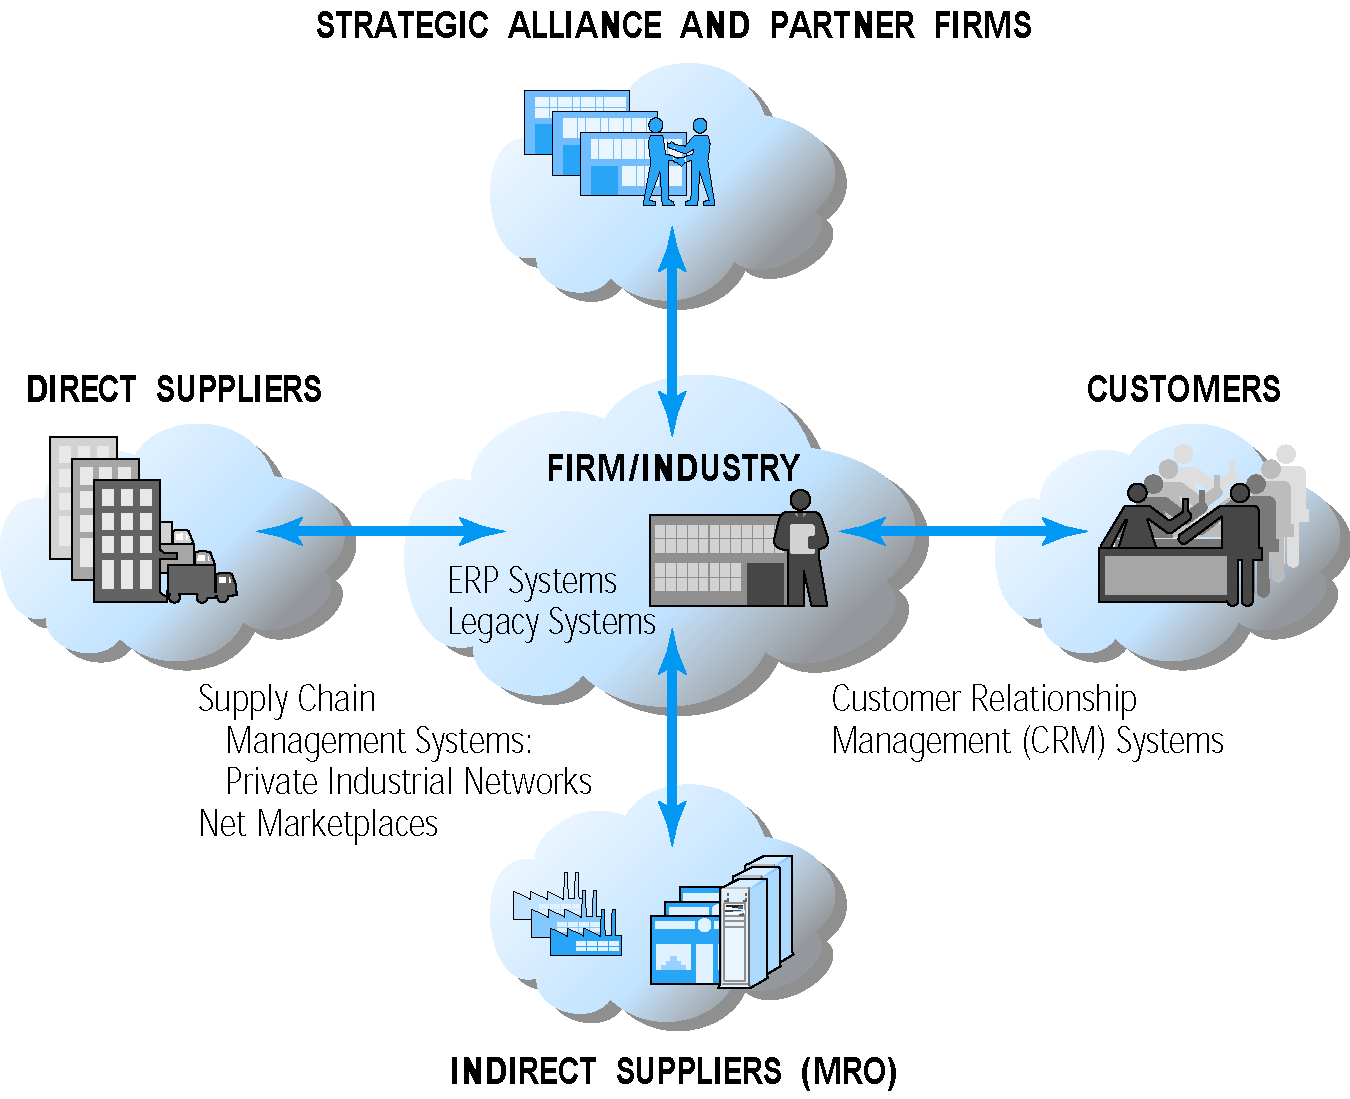 STRATEGIC ALLIANCE AND PARTNER FIRMS
DIRECT SUPPLIERS
CUSTOMERS
FIRM/INDUSTRY
ERP Systems
Legacy Systems
Supply Chain
Management Systems:
Private Industrial Networks
Net Marketplaces
Customer Relationship
Management (CRM) Systems
INDIRECT SUPPLIERS (MRO)